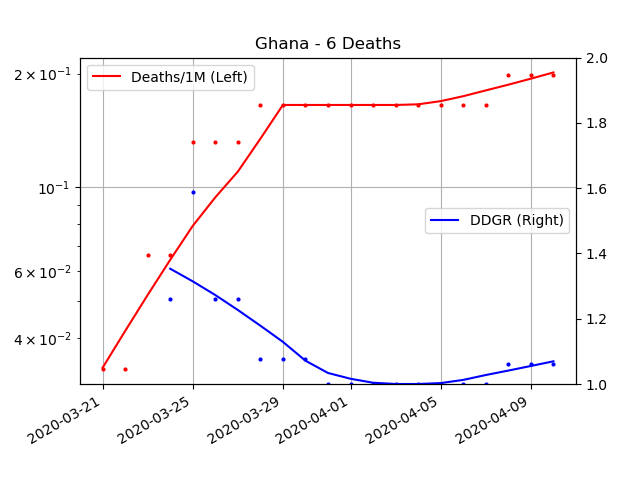 Ghana - 6 Deaths
Deaths/1M (Left)
DDGR (Right)
2 × 10⁻¹
10⁻¹
6 × 10⁻²
4 × 10⁻²
2.0
1.8
1.6
1.4
1.2
1.0
2020-03-21
2020-03-25
2020-03-29
2020-04-01
2020-04-05
2020-04-09